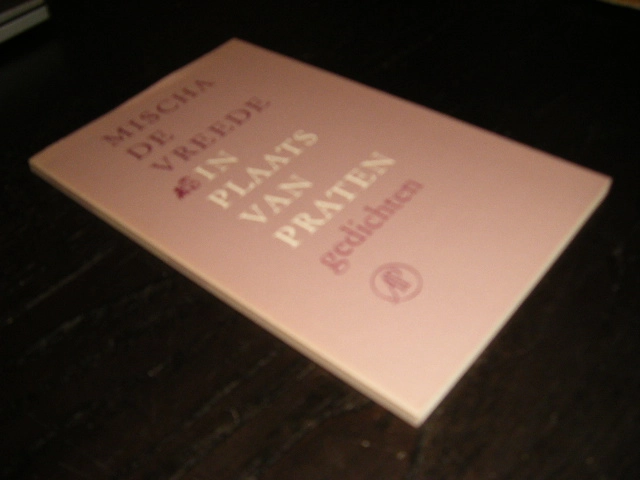 MISCHA
DE
VREEDE
IN
PLAATS
VAN
PRATEN
gedichten